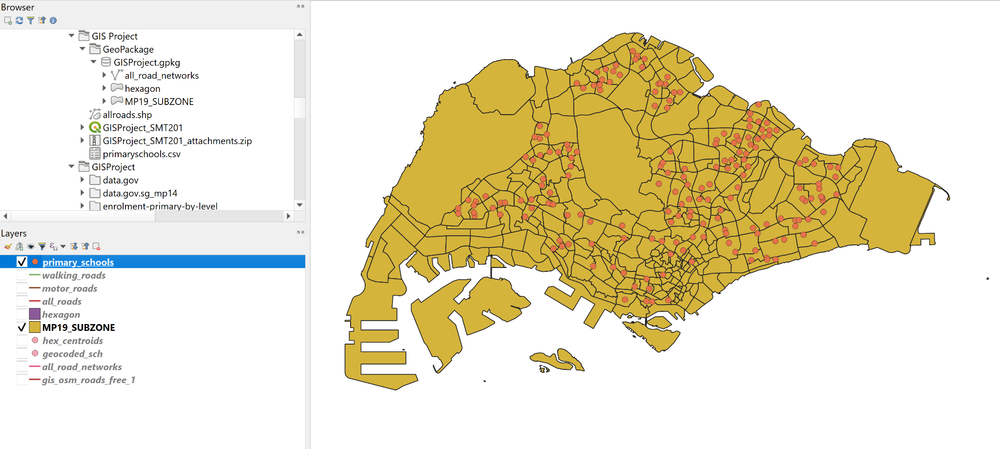 Browser
GIS Project
GeoPackage
GISProject.gpkg
all_road_networks
hexagon
MP19_SUBZONE
allroads.shp
GISProject_SMT201
GISProject_SMT201_attachments.zip
primaryschools.csv
GISProject
data.gov
data.gov.sg_mp14
enrolment-primary-by-level
Layers
primary_schools
walking_roads
motor_roads
all_roads
hexagon
MP19_SUBZONE
hex_centroids
geocoded_sch
all_road_networks
gis_osm_roads_free_1